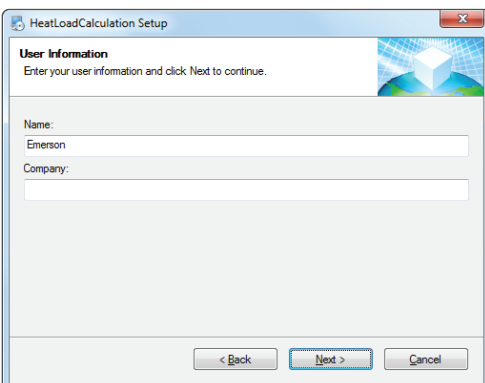 HeatLoadCalculation Setup
User Information
Enter your user information and click Next to continue.
Name:
Emerson
Company:
< Back
Next >
Cancel